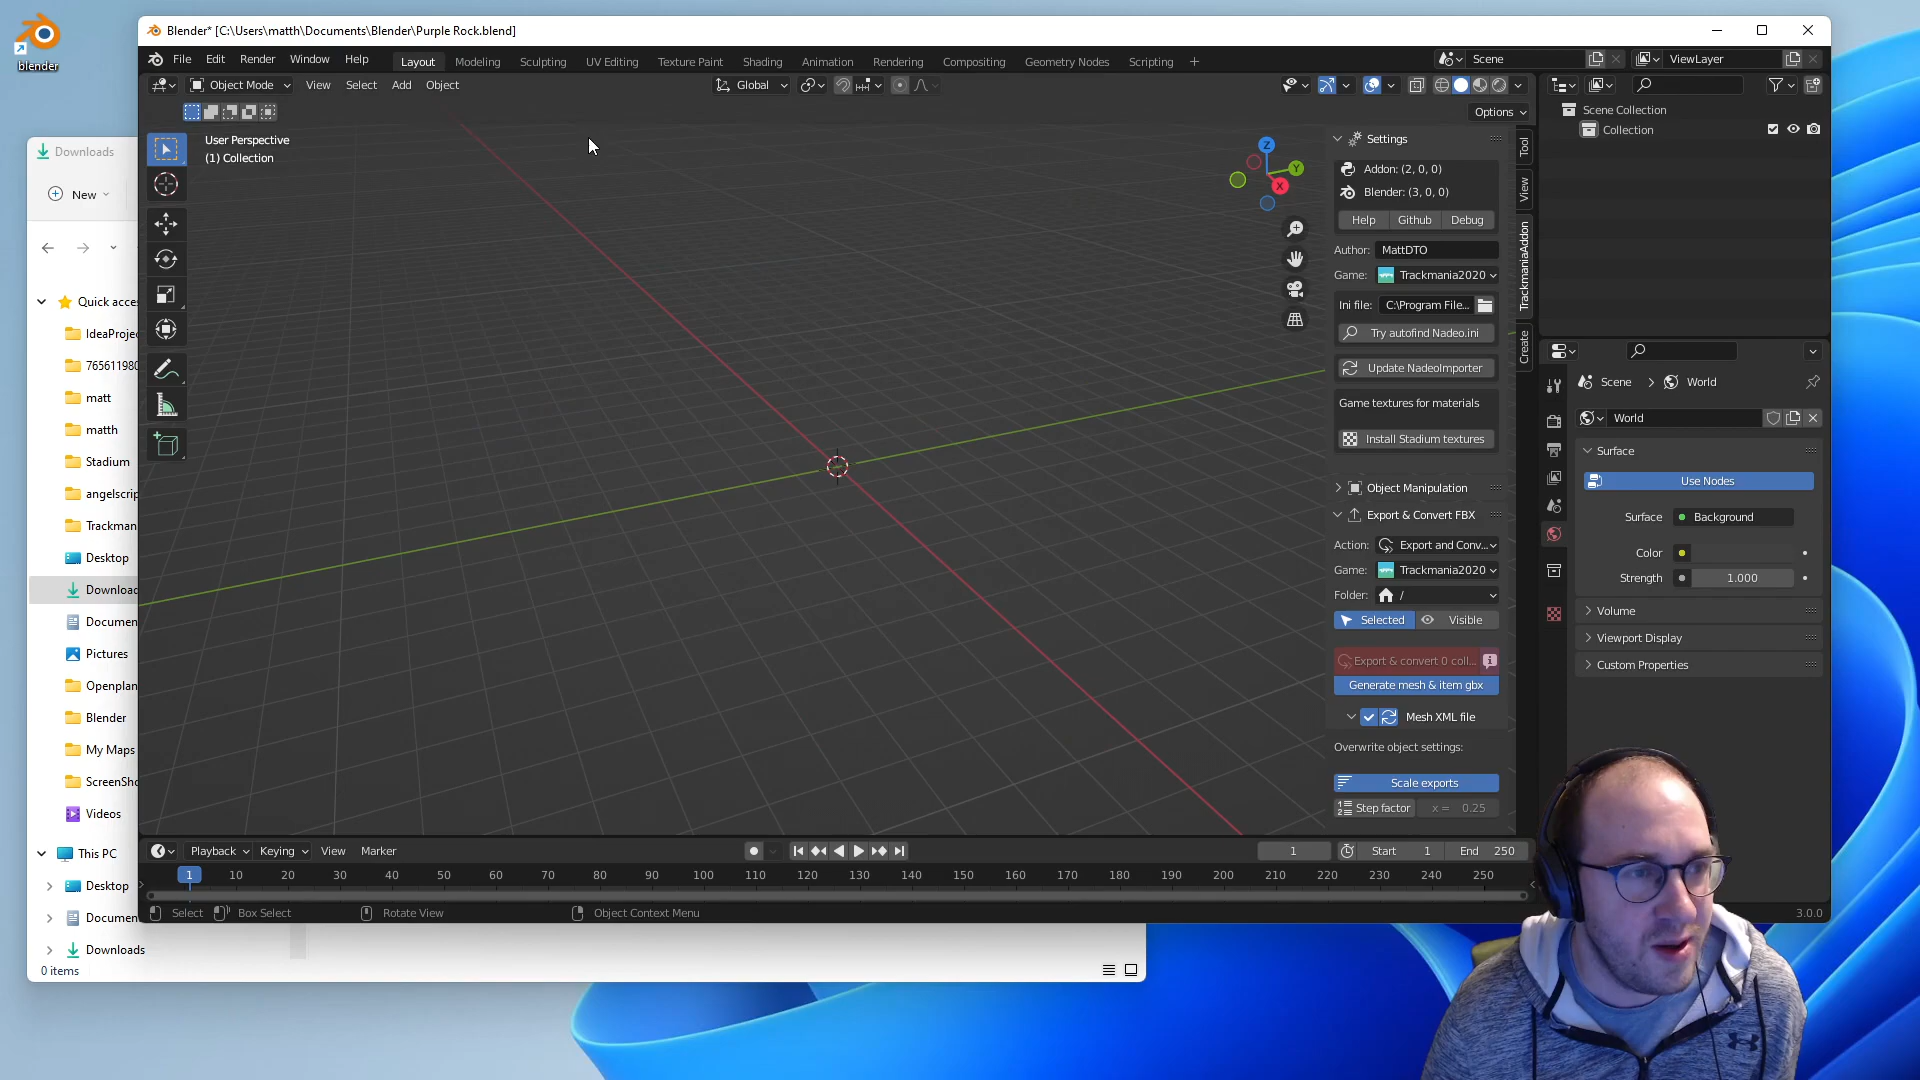 blender
Blender* [C:\Users\matth\Documents\Blender\Purple Rock.blend]
File Edit Render Window Help
Layout Modeling Sculpting UV Editing Texture Paint Shading Animation Rendering Compositing Geometry Nodes Scripting
Scene
ViewLayer
Object Mode View Select Add Object
Global
Options
User Perspective
(1) Collection
Z
Y
X
Settings
Addon: (2, 0, 0)
Blender: (3, 0, 0)
Help Github Debug
Author: MattDTO
Game: Trackmania2020
Ini file: C:\Program File...
Try autofind Nadeo.ini
Update NadeoImporter
Game textures for materials
Install Stadium textures
Object Manipulation
Export & Convert FBX
Action: Export and Conv...
Game: Trackmania2020
Folder: /
Selected Visible
Export & convert 0 coll...
Generate mesh & item gbx
Mesh XML file
Overwrite object settings:
Scale exports
Step factor x = 0.25
Tool
View
TrackmaniaAddon
Create
Scene Collection
Collection
Scene World
World
Surface
Use Nodes
Surface Background
Color
Strength 1.000
Volume
Viewport Display
Custom Properties
Playback Keying View Marker
1 Start 1 End 250
1 10 20 30 40 50 60 70 80 90 100 110 120 130 140 150 160 170 180 190 200 210 220 230 240 250
Select Box Select Rotate View Object Context Menu
3.0.0
Downloads
New
Quick acces
IdeaProjec
765611980
matt
matth
Stadium
angelscrip
Trackman
Desktop
Downloac
Documen
Pictures
Openplan
Blender
My Maps
ScreenSho
Videos
This PC
Desktop
Documen
Downloads
0 items